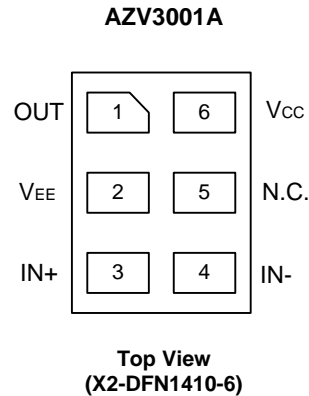 AZV3001A
OUT 1 6 VCC
VEE 2 5 N.C.
IN+ 3 4 IN-
Top View
(X2-DFN1410-6)